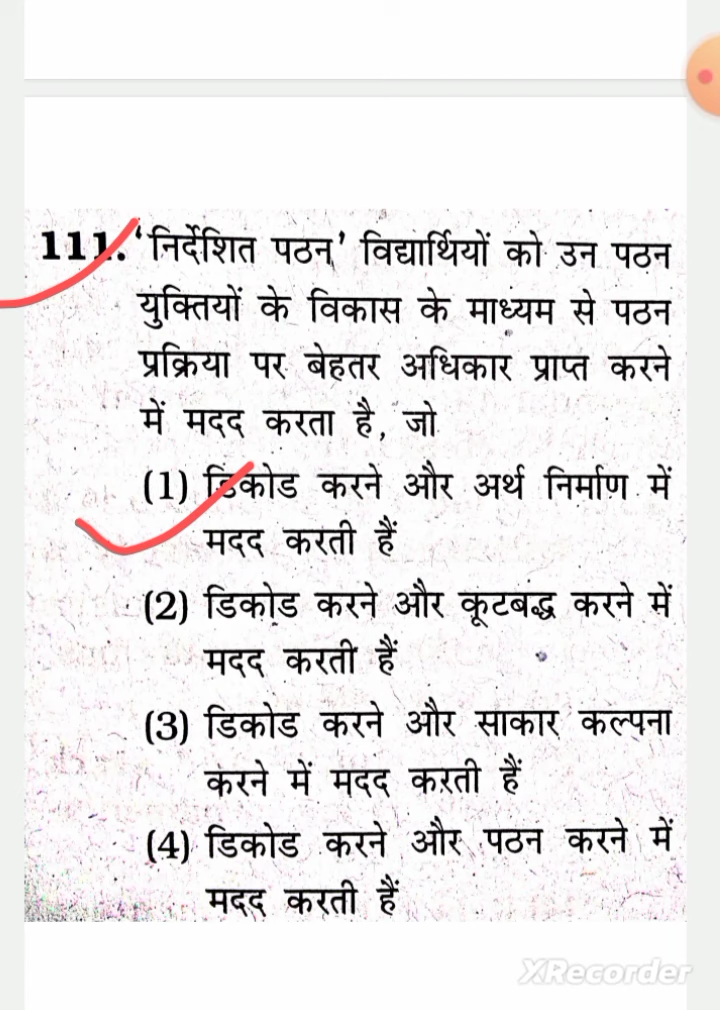 111. 'निर्देशित पठन' विद्यार्थियों को उन पठन
युक्तियों के विकास के माध्यम से पठन
प्रक्रिया पर बेहतर अधिकार प्राप्त करने
में मदद करता है, जो
(1) डिकोड करने और अर्थ निर्माण में
मदद करती हैं
(2) डिकोड करने और कूटबद्ध करने में
मदद करती हैं
(3) डिकोड करने और साकार कल्पना
करने में मदद करती हैं
(4) डिकोड करने और पठन करने में
मदद करती हैं
XRecorder